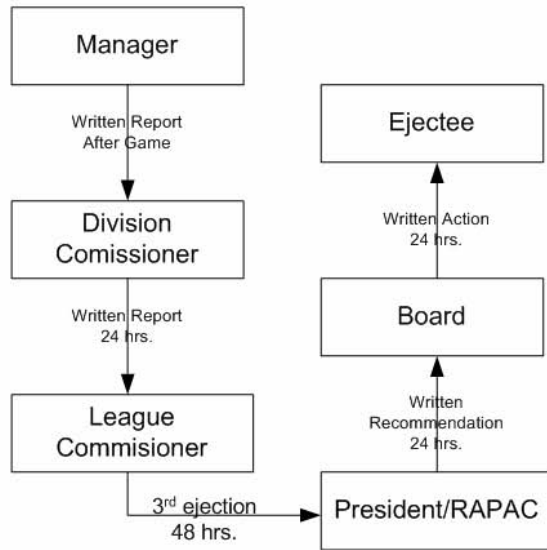 Manager
Written Report
After Game
Division
Comissioner
Written Report
24 hrs.
League
Commisioner
3rd ejection
48 hrs.
President/RAPAC
Written
Recommendation
24 hrs.
Board
Written Action
24 hrs.
Ejectee